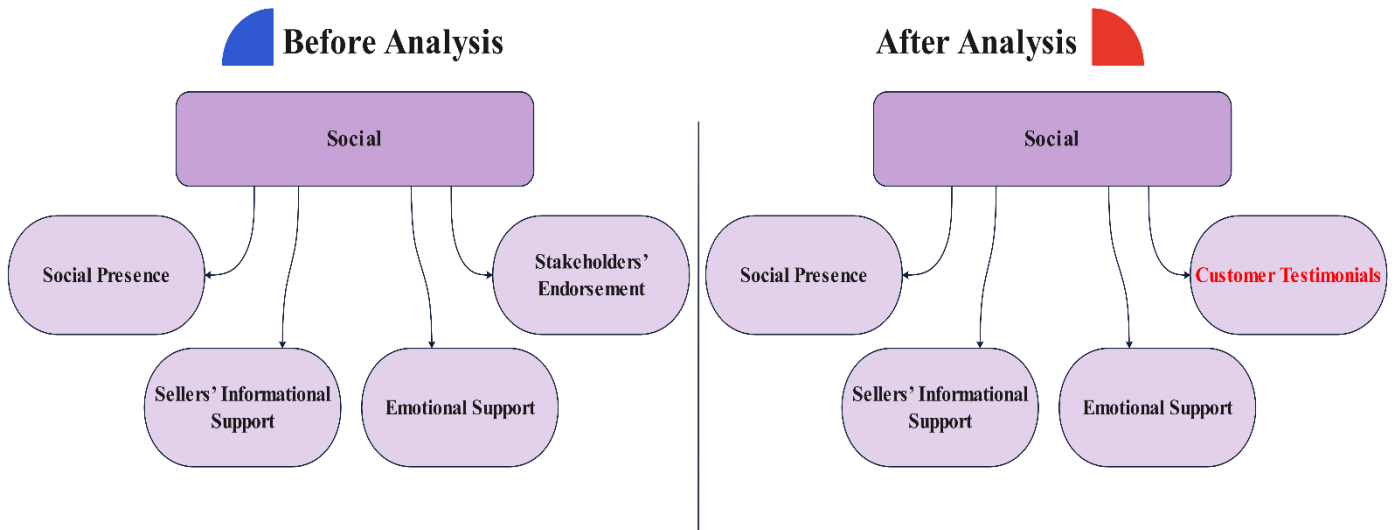 Before Analysis
Social
Social Presence
Stakeholders’
Endorsement
Sellers’ Informational
Support
Emotional Support
After Analysis
Social
Social Presence
Customer Testimonials
Sellers’ Informational
Support
Emotional Support